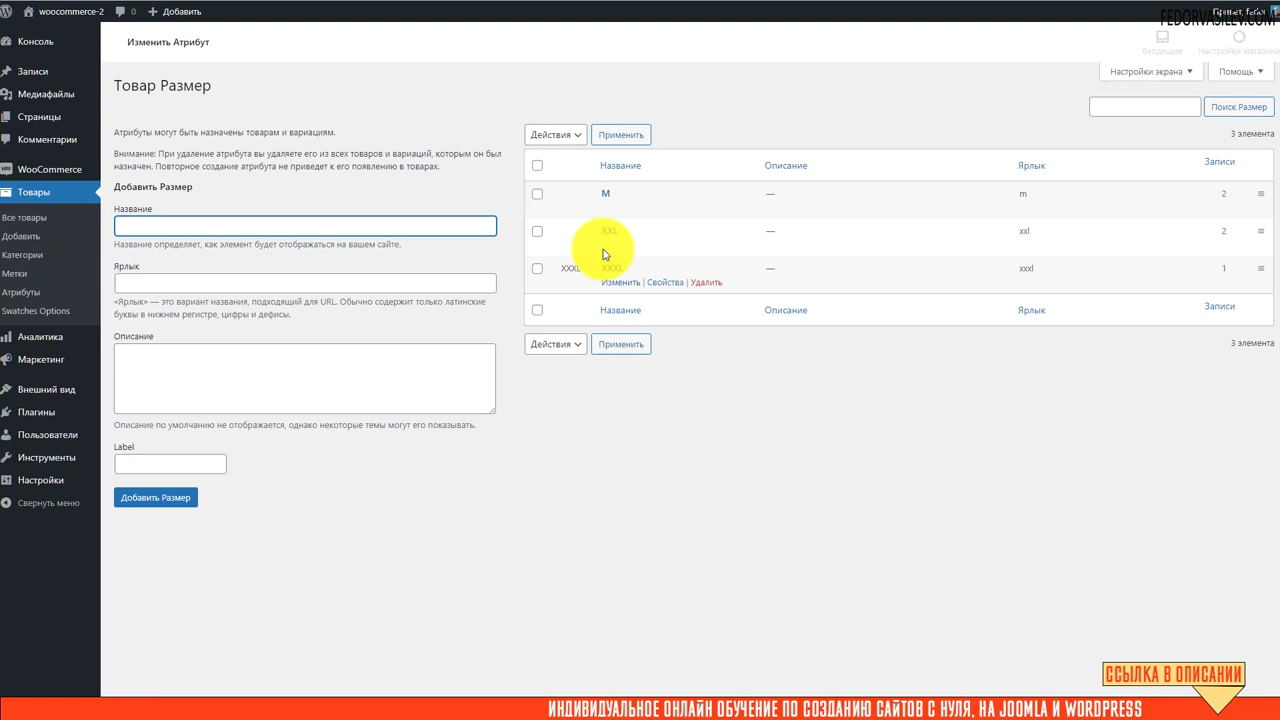 woocommerce-2 0 Добавить
Привет, fedor
FEDORVASILEV.COM
Консоль
Записи
Медиафайлы
Страницы
Комментарии
WooCommerce
Товары
Все товары
Добавить
Категории
Метки
Атрибуты
Swatches Options
Аналитика
Маркетинг
Внешний вид
Плагины
Пользователи
Инструменты
Настройки
Свернуть меню
Изменить Атрибут
Входящие
Настройки магазина
Настройки экрана
Помощь
Товар Размер
Поиск Размер
Атрибуты могут быть назначены товарам и вариациям.
Внимание: При удаление атрибута вы удаляете его из всех товаров и вариаций, которым он был
назначен. Повторное создание атрибута не приведет к его появлению в товарах.
Добавить Размер
Название
Название определяет, как элемент будет отображаться на вашем сайте.
Ярлык
«Ярлык» — это вариант названия, подходящий для URL. Обычно содержит только латинские
буквы в нижнем регистре, цифры и дефисы.
Описание
Описание по умолчанию не отображается, однако некоторые темы могут его показывать.
Label
Добавить Размер
Действия Применить
3 элемента
Название Описание Ярлык Записи
M — m 2
XXL — xxl 2
XXXL XXXL — xxxl 1
Изменить | Свойства | Удалить
Название Описание Ярлык Записи
Действия Применить
3 элемента
ССЫЛКА В ОПИСАНИИ
ИНДИВИДУАЛЬНОЕ ОНЛАЙН ОБУЧЕНИЕ ПО СОЗДАНИЮ САЙТОВ С НУЛЯ, НА JOOMLA И WORDPRESS